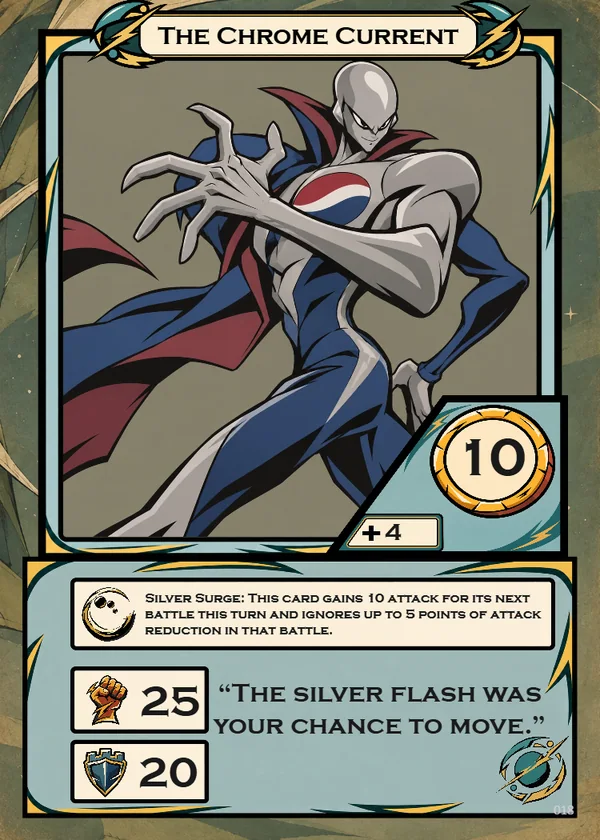 The Chrome Current
10
+4
Silver Surge: This card gains 10 attack for its next
battle this turn and ignores up to 5 points of attack
reduction in that battle.
25
“The silver flash was
your chance to move.”
20
018